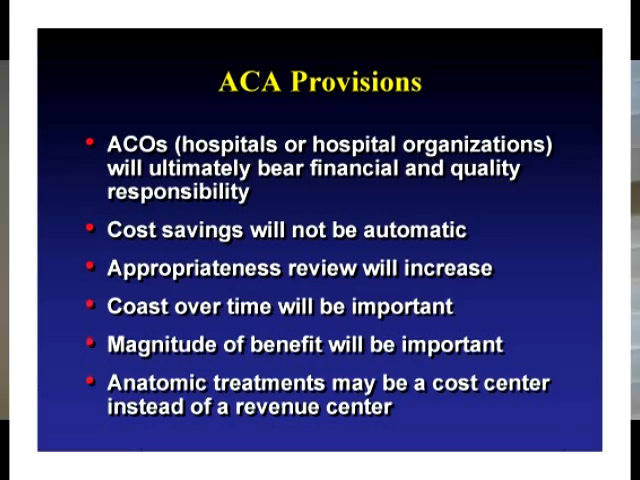 ACA Provisions
• ACOs (hospitals or hospital organizations)
will ultimately bear financial and quality
responsibility
• Cost savings will not be automatic
• Appropriateness review will increase
• Coast over time will be important
• Magnitude of benefit will be important
• Anatomic treatments may be a cost center
instead of a revenue center